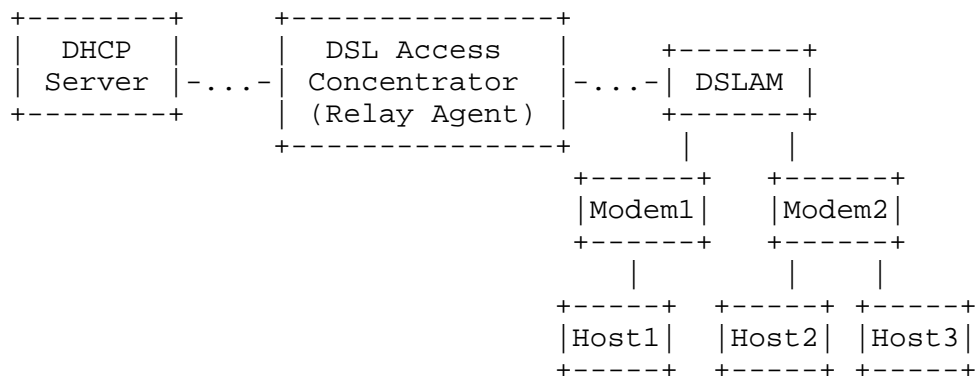 +--------+ +---------------+
| DHCP | | DSL Access | +-------+
| Server |-...-| Concentrator |-...-| DSLAM |
+--------+ | (Relay Agent) | +-------+
+---------------+ | |
+------+ +------+
|Modem1| |Modem2|
+------+ +------+
| | |
+-----+ +-----+ +-----+
|Host1| |Host2| |Host3|
+-----+ +-----+ +-----+